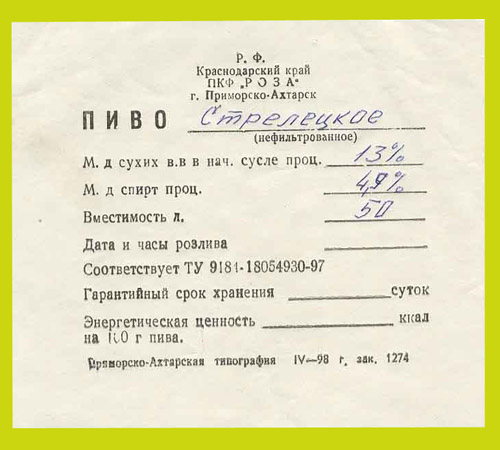 Р. Ф.
Краснодарский край
ПКФ „РОЗА"
г. Приморско-Ахтарск
ПИВО Стрелецкое
(нефильтрованное)
М. д сухих в.в в нач. сусле проц. 13%
М. д спирт проц. 4,9%
Вместимость л. 50
Дата и часы розлива
Соответствует ТУ 9184-18054930-97
Гарантийный срок хранения суток
Энергетическая ценность ккал
на 100 г пива.
Приморско-Ахтарская типография IV—98 г. зак. 1274